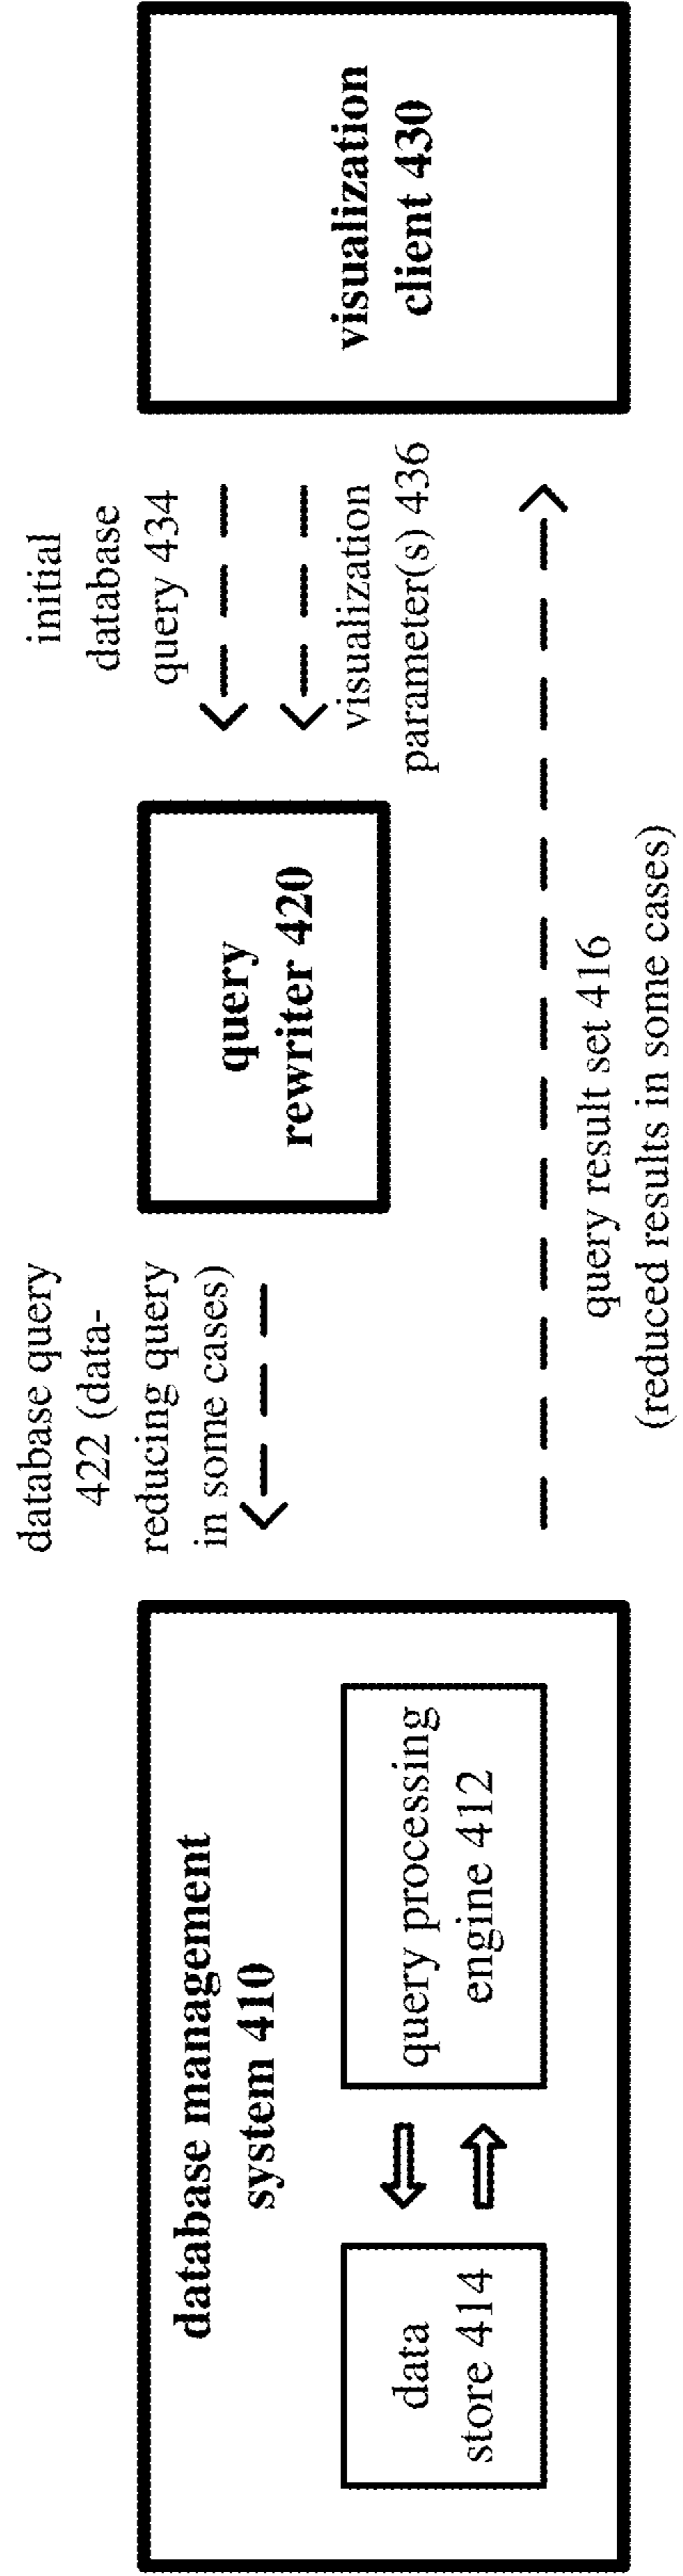 database management
system 410
data
store 414
query processing
engine 412
database query
422 (data-
reducing query
in some cases)
query
rewriter 420
initial
database
query 434
visualization
parameter(s) 436
visualization
client 430
query result set 416
(reduced results in some cases)